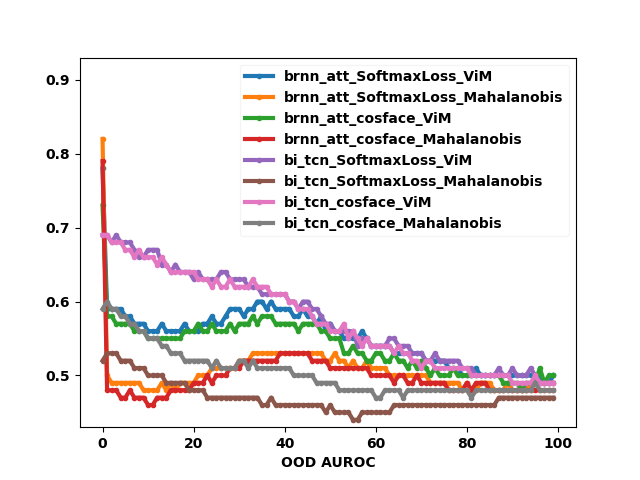 0.9
0.8
0.7
0.6
0.5
brnn_att_SoftmaxLoss_ViM
brnn_att_SoftmaxLoss_Mahalanobis
brnn_att_cosface_ViM
brnn_att_cosface_Mahalanobis
bi_tcn_SoftmaxLoss_ViM
bi_tcn_SoftmaxLoss_Mahalanobis
bi_tcn_cosface_ViM
bi_tcn_cosface_Mahalanobis
0 20 40 60 80 100
OOD AUROC